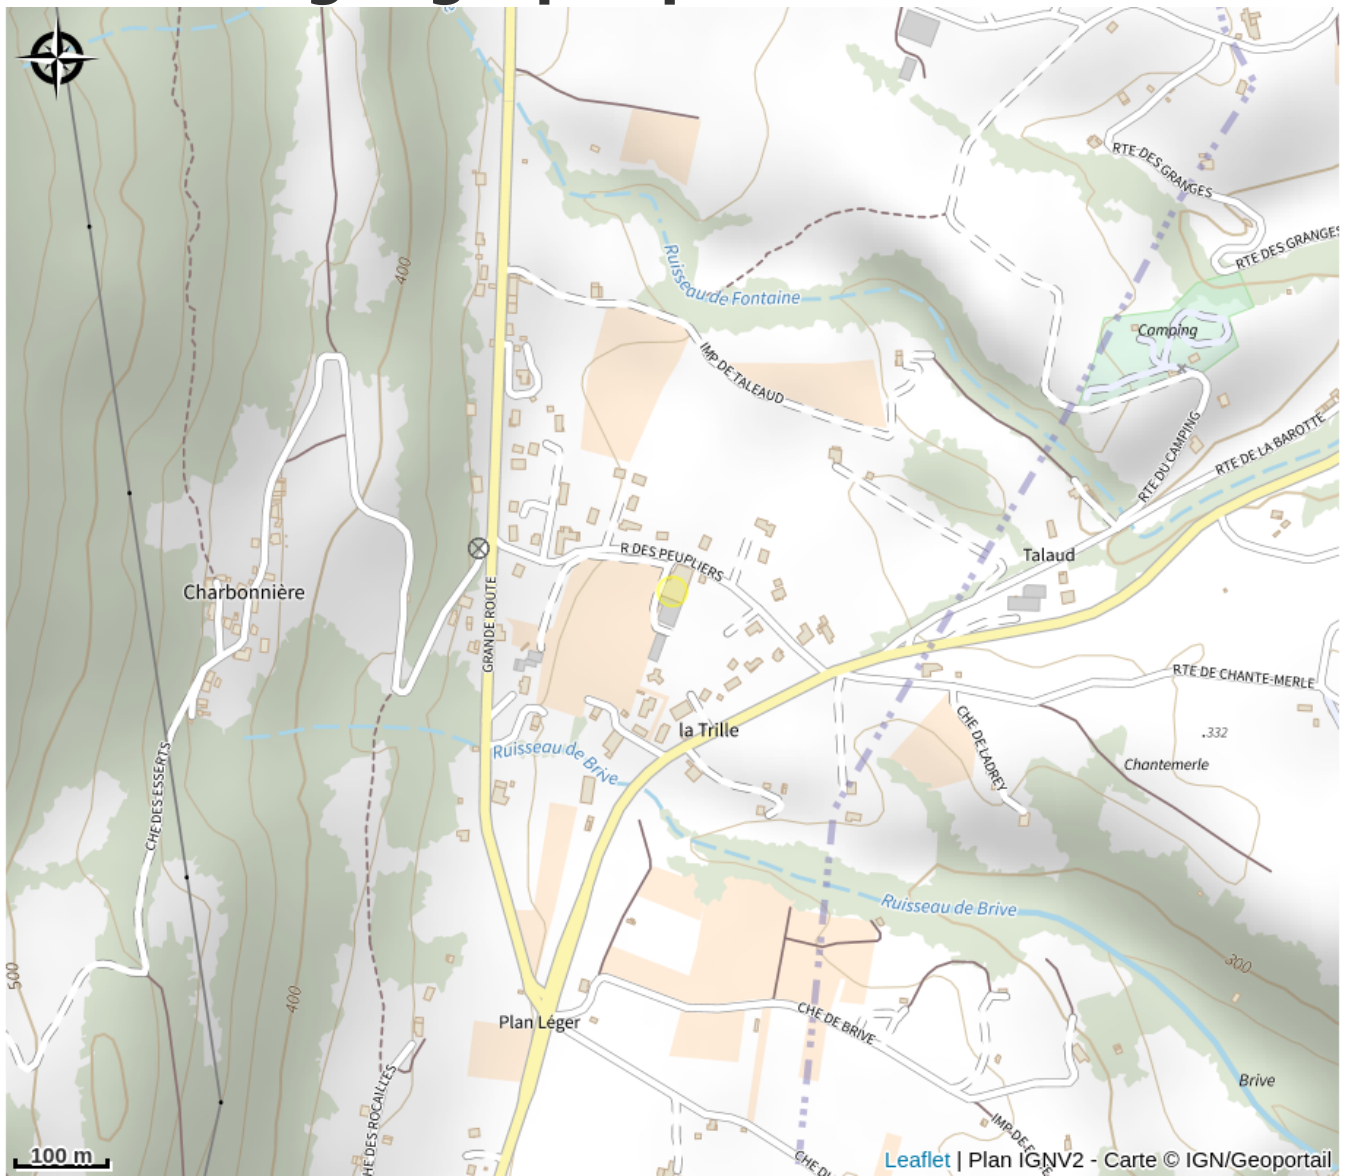 400
RTE DES GRANGES
RTE DES GRANGES
Ruisseau de Fontaine
Camping
IMP DE TALEAUD
RTE DU CAMPING
RTE DE LA BAROTTE
R DES PEUPLIERS
Talaud
Charbonnière
GRANDE ROUTE
RTE DE CHANTE-MERLE
CHE DE LADREY
la Trille
.332
Ruisseau de Brive
Chantemerle
CHE DES ESSERTS
Ruisseau de Brive
300
500
400
Plan Léger
CHE DE BRIVE
Brive
HE DES ROCAILLES
100 m
Leaflet | Plan IGNV2 - Carte © IGN/Geoportail